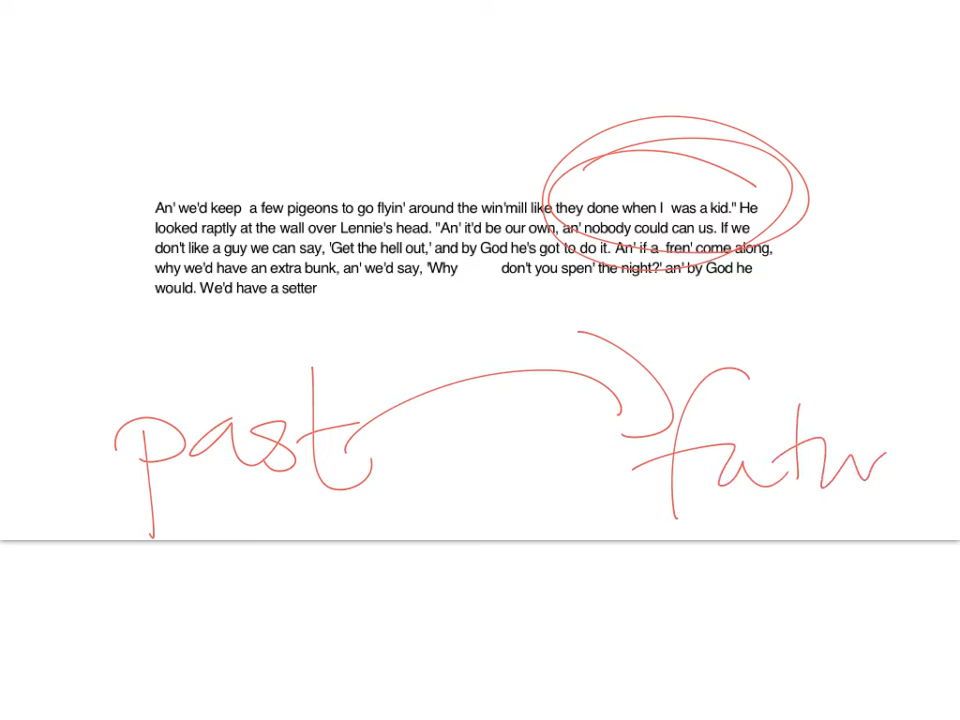 An' we'd keep a few pigeons to go flyin' around the win'mill like they done when I was a kid." He
looked raptly at the wall over Lennie's head. "An' it'd be our own, an' nobody could can us. If we
don't like a guy we can say, 'Get the hell out,' and by God he's got to do it. An' if a fren' come along,
why we'd have an extra bunk, an' we'd say, 'Why don't you spen' the night?' an' by God he
would. We'd have a setter
past